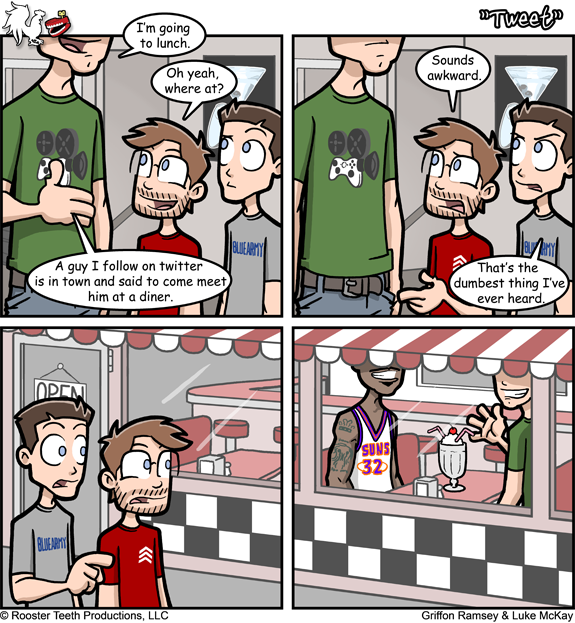 "Tweet"
I'm going
to lunch.
Oh yeah,
where at?
A guy I follow on twitter
is in town and said to come meet
him at a diner.
BLUEARMY
Sounds
awkward.
That's the
dumbest thing I've
ever heard.
OPEN
BLUEARMY
SUNS
32
© Rooster Teeth Productions, LLC
Griffon Ramsey & Luke McKay